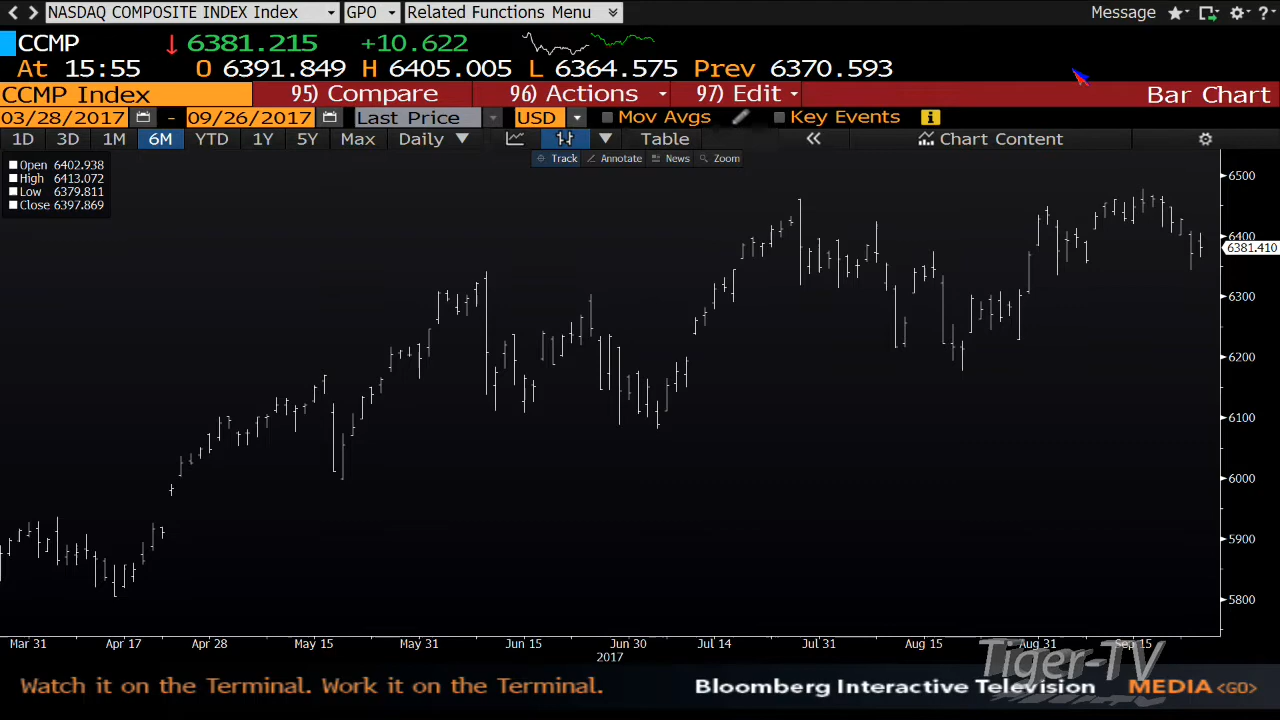 NASDAQ COMPOSITE INDEX Index GPO Related Functions Menu Message ?
CCMP 6381.215 +10.622
At 15:55 O 6391.849 H 6405.005 L 6364.575 Prev 6370.593
CCMP Index 95) Compare 96) Actions 97) Edit Bar Chart
03/28/2017 - 09/26/2017 Last Price USD Mov Avgs Key Events i
1D 3D 1M 6M YTD 1Y 5Y Max Daily Table Chart Content
Track Annotate News Zoom
Open 6402.938
High 6413.072
Low 6379.811
Close 6397.869
6500
6400
6381.410
6300
6200
6100
6000
5900
5800
Mar 31 Apr 17 Apr 28 May 15 May 31 Jun 15 Jun 30 Jul 14 Jul 31 Aug 15 Aug 31 Sep 15
2017
Tiger-TV
Watch it on the Terminal. Work it on the Terminal. Bloomberg Interactive Television MEDIA <GO>